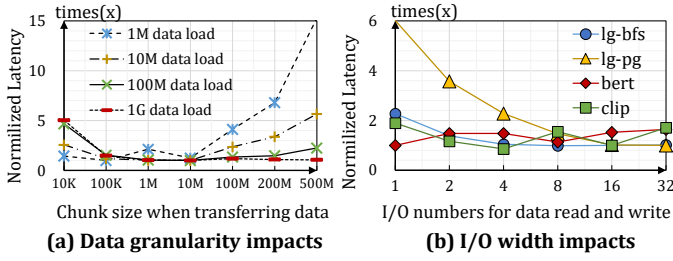 times(x)
15
10
5
0
Normilized Latency
1M data load
10M data load
100M data load
1G data load
10K
100K
1M
10M
100M
200M
500M
Chunk size when transferring data
(a) Data granularity impacts
times(x)
6
4
2
0
Normilized Latency
lg-bfs
lg-pg
bert
clip
1
2
4
8
16
32
I/O numbers for data read and write
(b) I/O width impacts